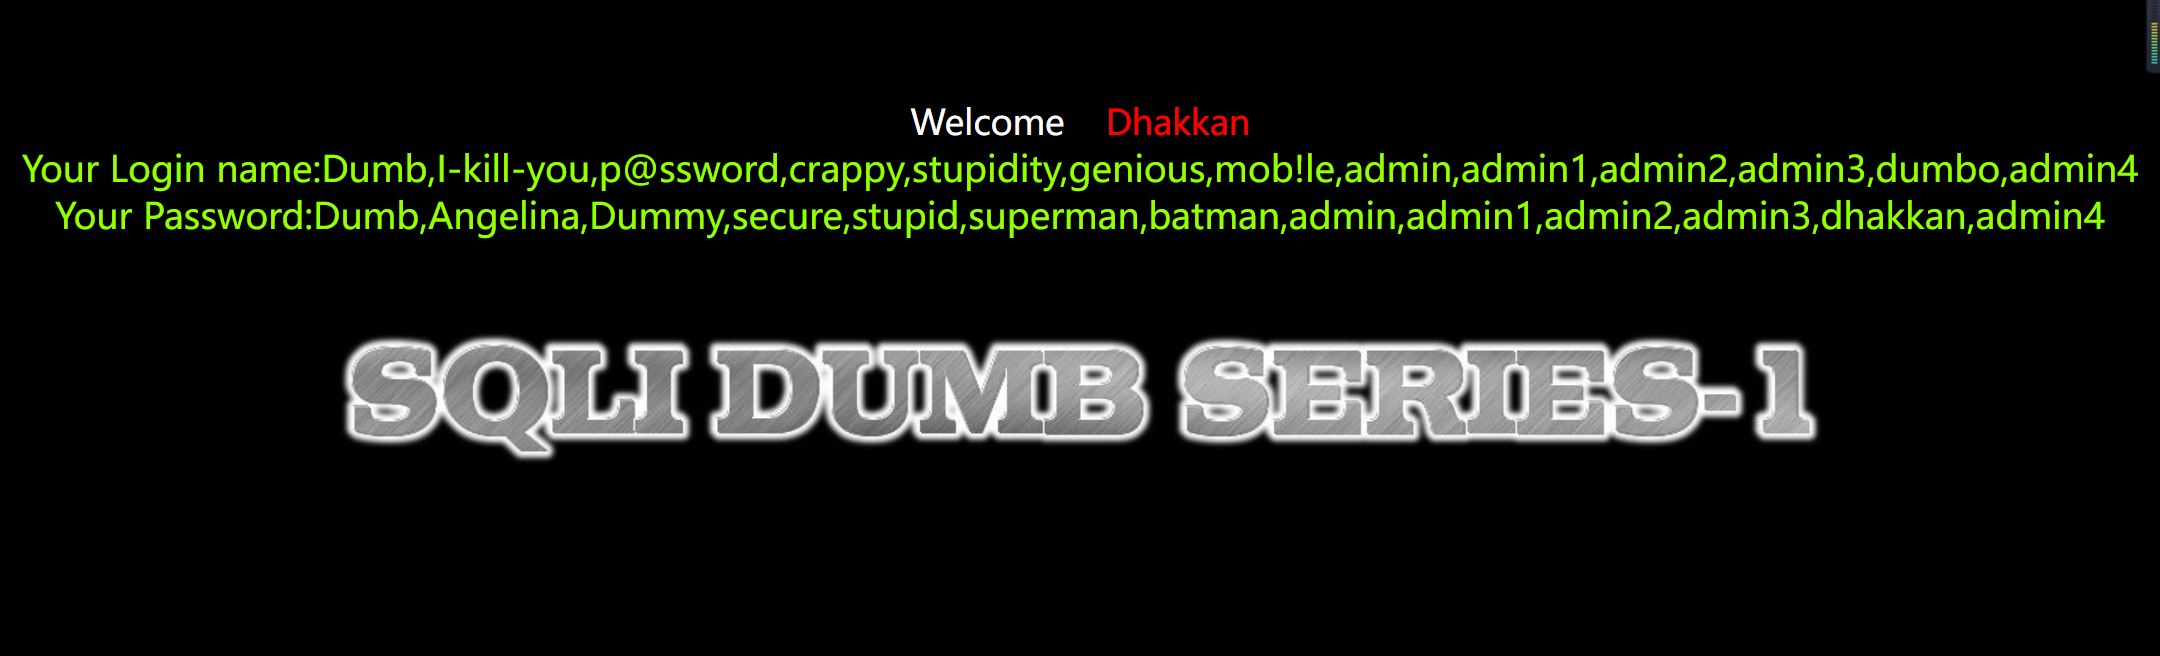 Welcome Dhakkan
Your Login name:Dumb,I-kill-you,p@ssword,crappy,stupidity,genious,mob!le,admin,admin1,admin2,admin3,dumbo,admin4
Your Password:Dumb,Angelina,Dummy,secure,stupid,superman,batman,admin,admin1,admin2,admin3,dhakkan,admin4
SQLI DUMB SERIES-1